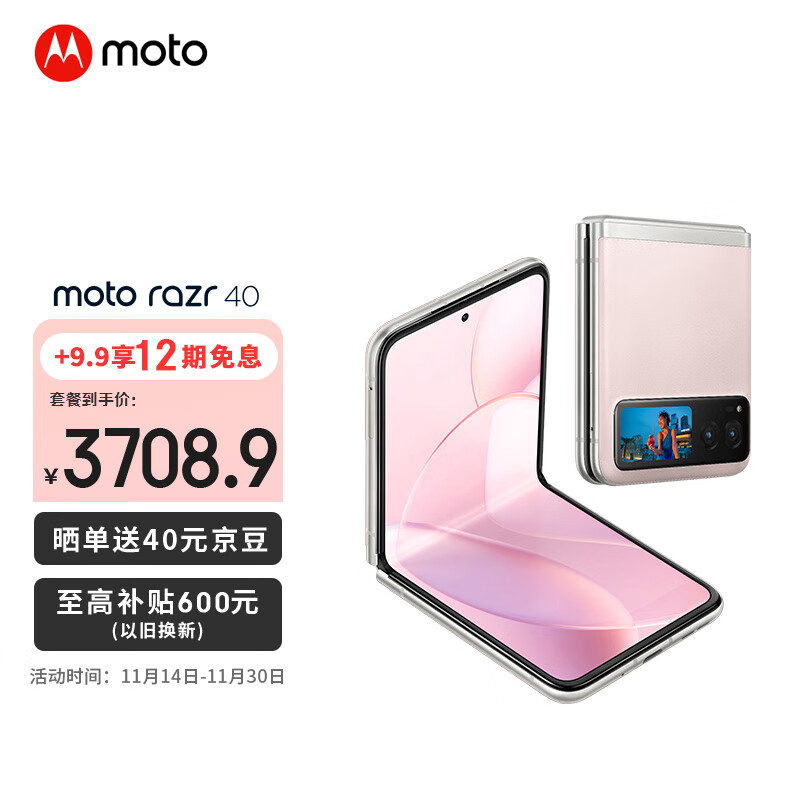 moto
moto razr 40
+9.9享12期免息
套餐到手价:
¥3708.9
晒单送40元京豆
至高补贴600元
(以旧换新)
活动时间：11月14日-11月30日